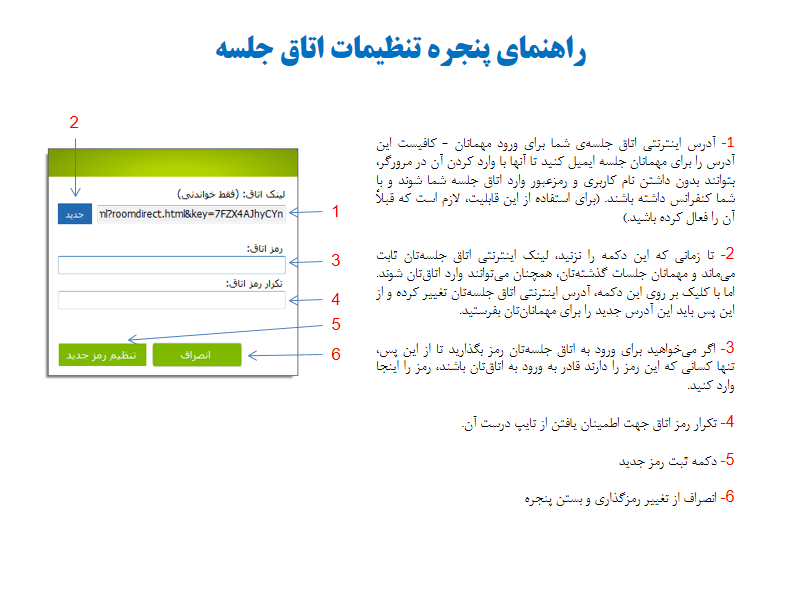 راهنمای پنجره تنظیمات اتاق جلسه
1- آدرس اینترنتی اتاق جلسه‌ی شما برای ورود مهمانان - کافیست این
آدرس را برای مهمانان جلسه ایمیل کنید تا آنها با وارد کردن آن در مرورگر،
بتوانند بدون داشتن نام کاربری و رمزعبور وارد اتاق جلسه شما شوند و با
شما کنفرانس داشته باشند. (برای استفاده از این قابلیت، لازم است که قبلاً
آن را فعال کرده باشید.)
2- تا زمانی که این دکمه را نزنید، لینک اینترنتی اتاق جلسه‌تان ثابت
می‌ماند و مهمانان جلسات گذشته‌تان، همچنان می‌توانند وارد اتاق‌تان شوند.
اما با کلیک بر روی این دکمه، آدرس اینترنتی اتاق جلسه‌تان تغییر کرده و از
این پس باید این آدرس جدید را برای مهمانان‌تان بفرستید.
3- اگر می‌خواهید برای ورود به اتاق جلسه‌تان رمز بگذارید تا از این پس،
تنها کسانی که این رمز را دارند قادر به ورود به اتاق‌تان باشند، رمز را اینجا
وارد کنید.
4- تکرار رمز اتاق جهت اطمینان یافتن از تایپ درست آن.
5- دکمه ثبت رمز جدید
6- انصراف از تغییر رمزگذاری و بستن پنجره
2
لینک اتاق: (فقط خواندنی)
جدید
nl?roomdirect.html&key=7FZX4AJhyCYn
1
رمز اتاق:
3
تکرار رمز اتاق:
4
5
تنظیم رمز جدید
انصراف
6